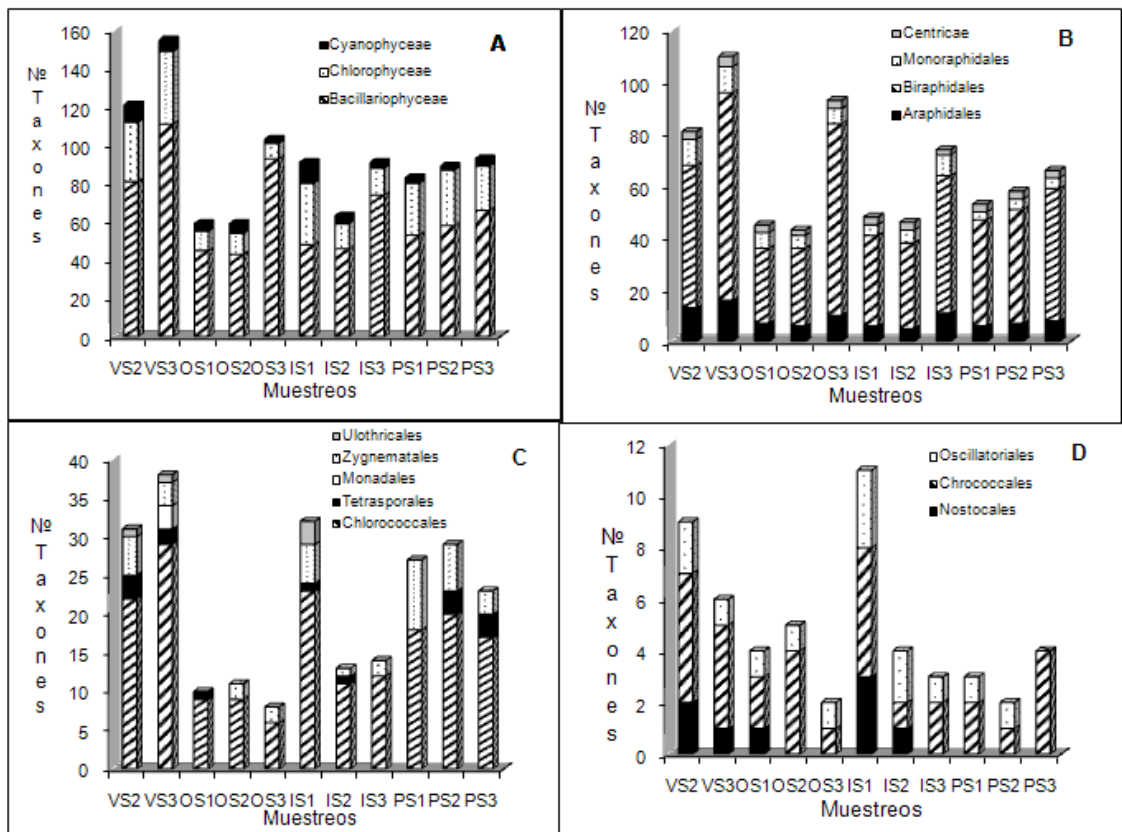 A
Cyanophyceae
Chlorophyceae
Bacillariophyceae
№ Taxones
160
140
120
100
80
60
40
20
0
VS2 VS3 OS1 OS2 OS3 IS1 IS2 IS3 PS1 PS2 PS3
Muestreos
B
Centricae
Monoraphidales
Biraphidales
Araphidales
№ Taxones
120
100
80
60
40
20
0
VS2 VS3 OS1 OS2 OS3 IS1 IS2 IS3 PS1 PS2 PS3
Muestreos
C
Ulothricales
Zygnematales
Monadales
Tetrasporales
Chlorococcales
№ Taxones
40
35
30
25
20
15
10
5
0
VS2 VS3 OS1 OS2 OS3 IS1 IS2 IS3 PS1 PS2 PS3
Muestreos
D
Oscillatoriales
Chrococcales
Nostocales
№ Taxones
12
10
8
6
4
2
0
VS2 VS3 OS1 OS2 OS3 IS1 IS2 IS3 PS1 PS2 PS3
Muestreos